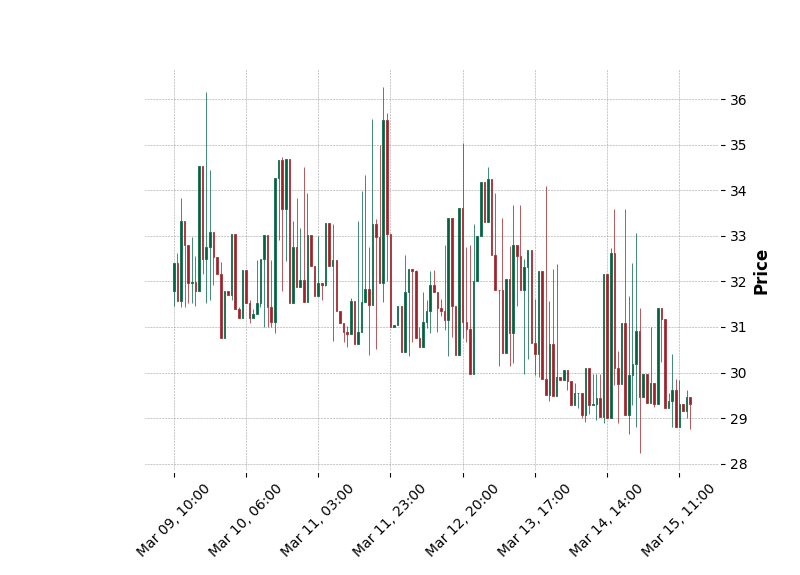 36
35
34
33
32
31
30
29
28
Price
Mar 09, 10:00
Mar 10, 06:00
Mar 11, 03:00
Mar 11, 23:00
Mar 12, 20:00
Mar 13, 17:00
Mar 14, 14:00
Mar 15, 11:00